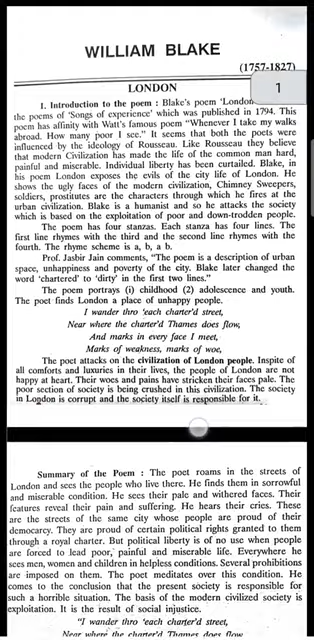 WILLIAM BLAKE
(1757-1827)
LONDON
1
1. Introduction to the poem : Blake's poem 'London
the poems of 'Songs of experience' which was published in 1794. This
poem has affinity with Watt's famous poem "Whenever I take my walks
abroad. How many poor I see." It seems that both the poets were
influenced by the ideology of Rousseau. Like Rousseau they believe
that modern Civilization has made the life of the common man hard,
painful and miserable. Individual liberty has been curtailed. Blake, in
his poem London exposes the evils of the city life of London. He
shows the ugly faces of the modern civilization, Chimney Sweepers,
soldiers, prostitutes are the characters through which he fires at the
urban civilization. Blake is a humanist and so he attacks the society
which is based on the exploitation of poor and down-trodden people.
The poem has four stanzas. Each stanza has four lines. The
first line rhymes with the third and the second line rhymes with the
fourth. The rhyme scheme is a, b, a, b.
Prof. Jasbir Jain comments, "The poem is a description of urban
space, unhappiness and poverty of the city. Blake later changed the
word 'chartered' to 'dirty' in the first two lines."
The poem portrays (i) childhood (2) adolescence and youth.
The poet finds London a place of unhappy people.
I wander thro 'each charter'd street,
Near where the charter'd Thames does flow,
And marks in every face I meet,
Marks of weakness, marks of woe,
The poet attacks on the civilization of London people. Inspite of
all comforts and luxuries in their lives, the people of London are not
happy at heart. Their woes and pains have stricken their faces pale. The
poor section of society is being crushed in this civilization. The society
in London is corrupt and the society itself is responsible for it.
Summary of the Poem : The poet roams in the streets of
London and sees the people who live there. He finds them in sorrowful
and miserable condition. He sees their pale and withered faces. Their
features reveal their pain and suffering. He hears their cries. These
are the streets of the same city whose people are proud of their
democarcy. They are proud of certain political rights granted to them
through a royal charter. But political liberty is of no use when people
are forced to lead poor, painful and miserable life. Everywhere he
sees men, women and children in helpless conditions. Several prohibitions
are imposed on them. The poet meditates over this condition. He
comes to the conclusion that the present society is responsible for
such a horrible situation. The basis of the modern civilized society is
exploitation. It is the result of social injustice.
"I wander thro 'each charter'd street,
Near where the charter'd Thames does flow